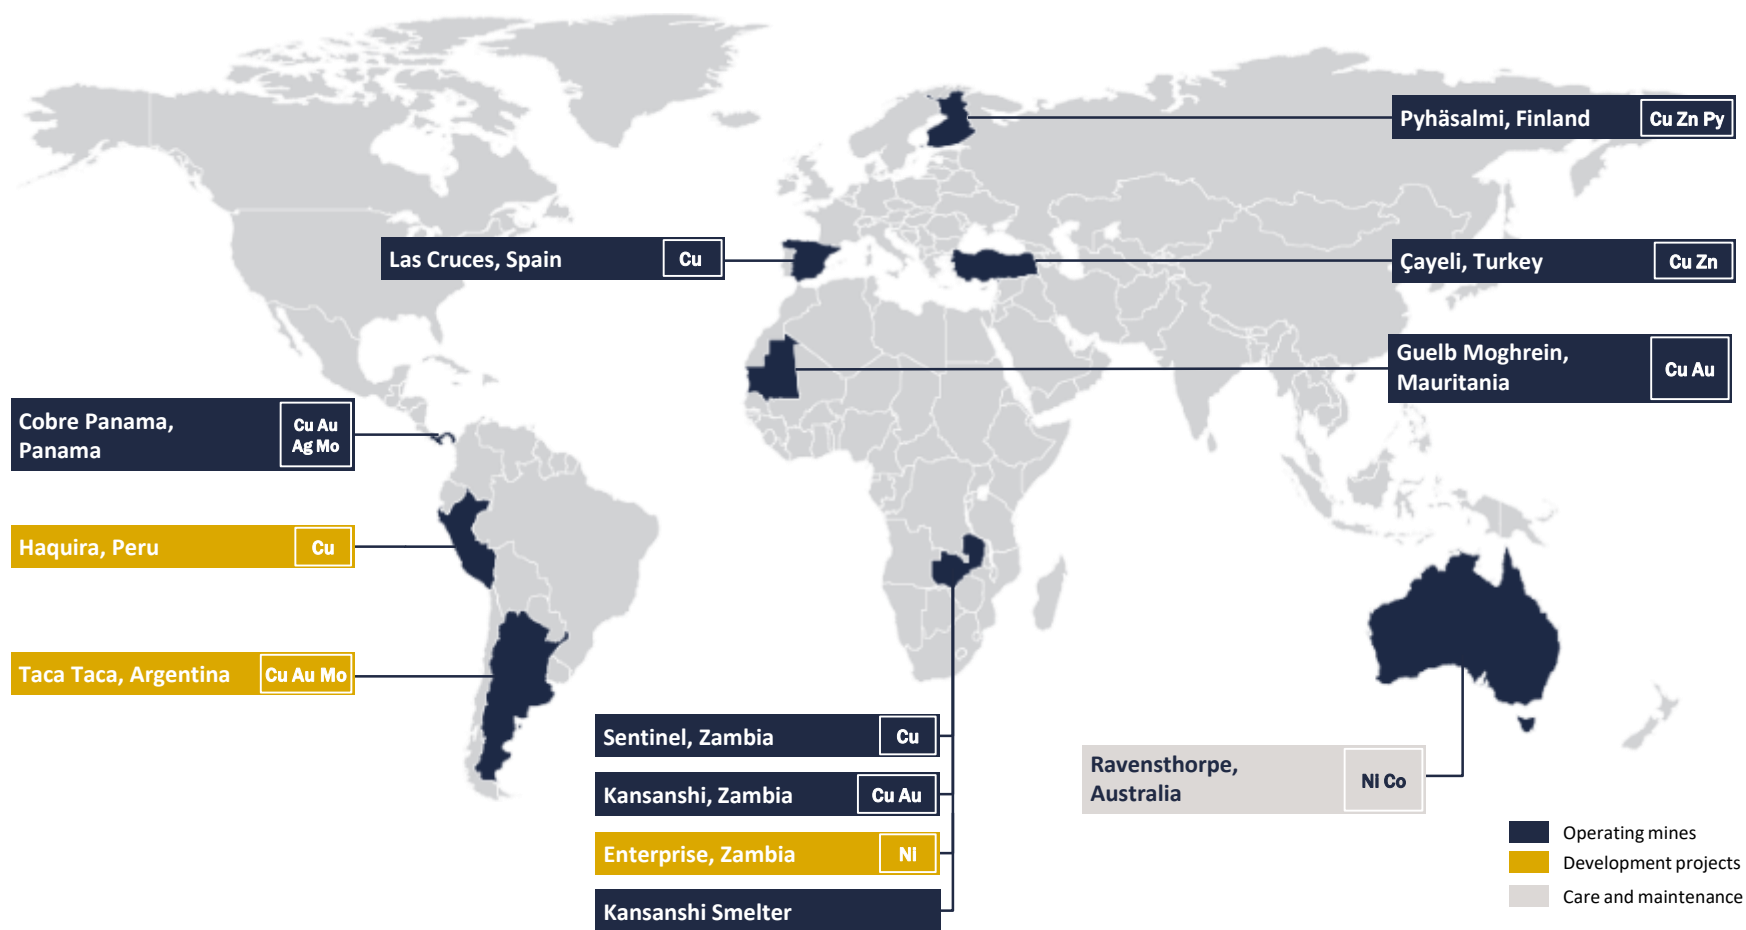 Pyhäsalmi, Finland
Cu Zn Py
Las Cruces, Spain
Cu
Çayeli, Turkey
Cu Zn
Guelb Moghrein,
Mauritania
Cu Au
Cobre Panama,
Panama
Cu Au
Ag Mo
Haquira, Peru
Cu
Taca Taca, Argentina
Cu Au Mo
Sentinel, Zambia
Cu
Kansanshi, Zambia
Cu Au
Enterprise, Zambia
Ni
Kansanshi Smelter
Ravensthorpe,
Australia
Ni Co
Operating mines
Development projects
Care and maintenance